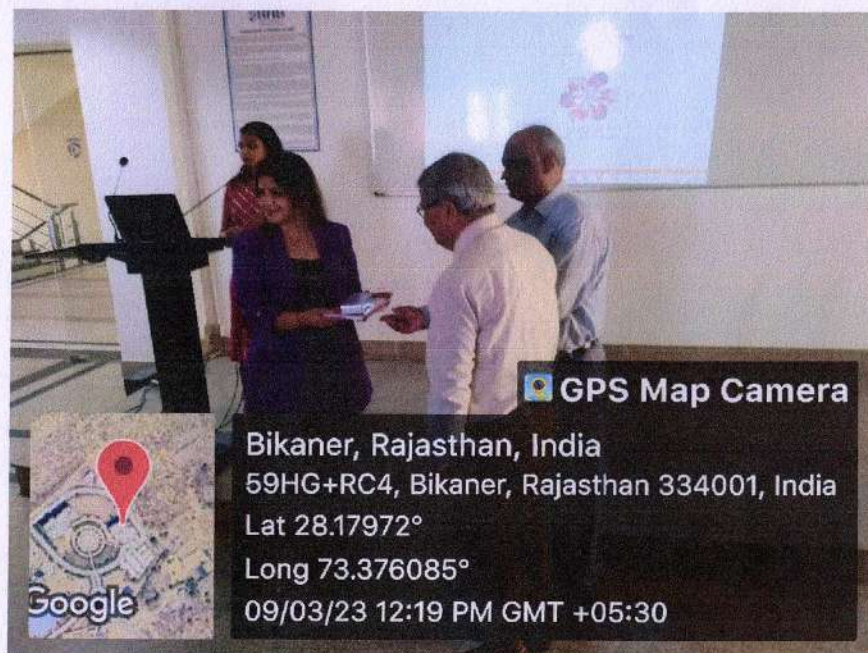 GPS Map Camera
Bikaner, Rajasthan, India
59HG+RC4, Bikaner, Rajasthan 334001, India
Lat 28.17972°
Long 73.376085°
09/03/23 12:19 PM GMT +05:30
Google